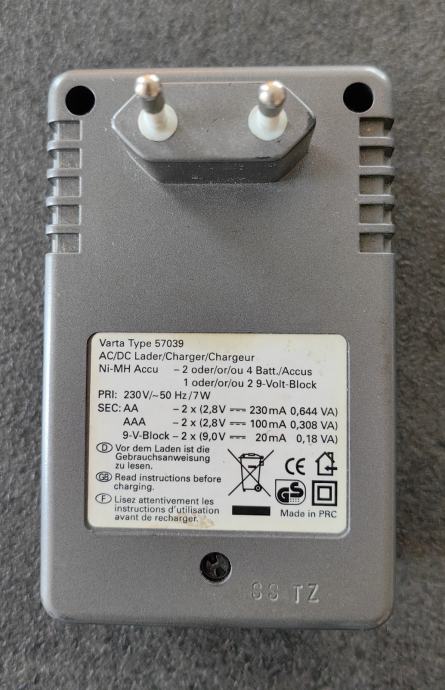 Varta Type 57039
AC/DC Lader/Charger/Chargeur
Ni-MH Accu – 2 oder/or/ou 4 Batt./Accus
1 oder/or/ou 2 9-Volt-Block
PRI: 230V/~50 Hz/7W
SEC: AA – 2 x (2,8V ⎓ 230mA 0,644 VA)
AAA – 2 x (2,8V ⎓ 100mA 0,308 VA)
9-V-Block – 2 x (9,0V ⎓ 20mA 0,18 VA)
D Vor dem Laden ist die
Gebrauchsanweisung
zu lesen.
GB Read instructions before
charging.
F Lisez attentivement les
instructions d'utilisation
avant de recharger.
CE
GS
Made in PRC
TZ